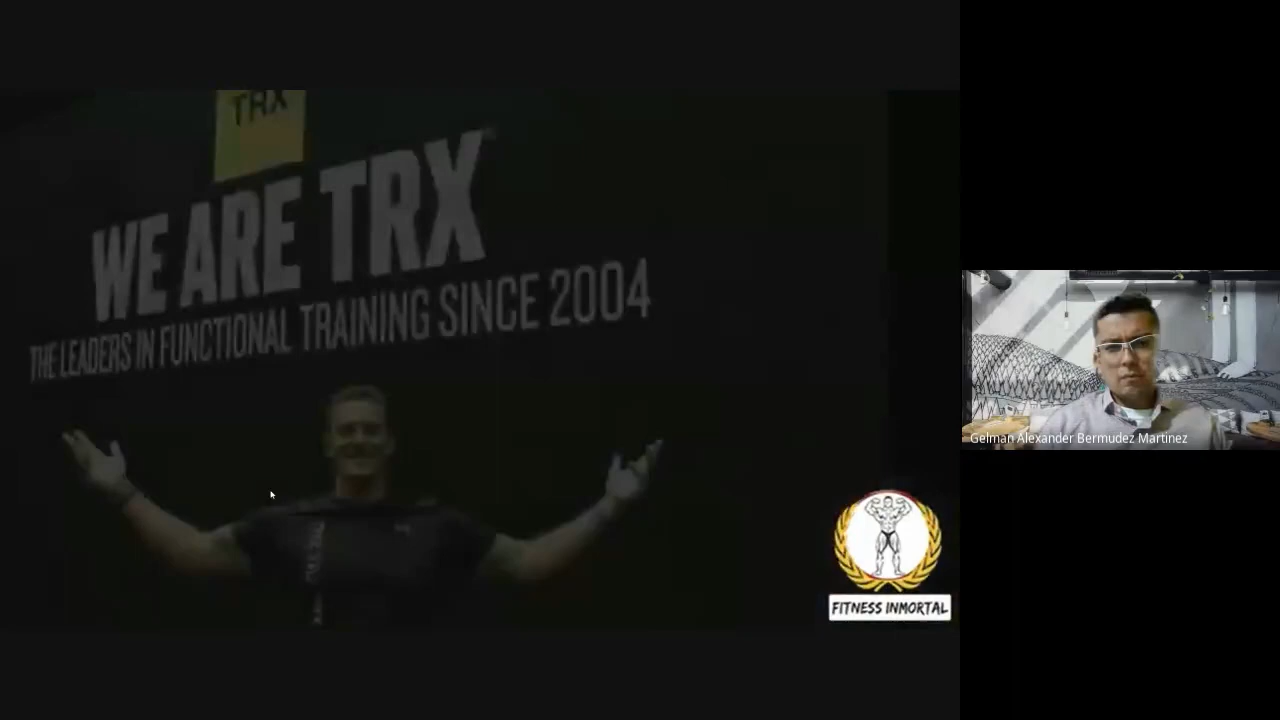 TRX
WE ARE TRX
THE LEADERS IN FUNCTIONAL TRAINING SINCE 2004
FITNESS INMORTAL
Gelman Alexander Bermudez Martinez